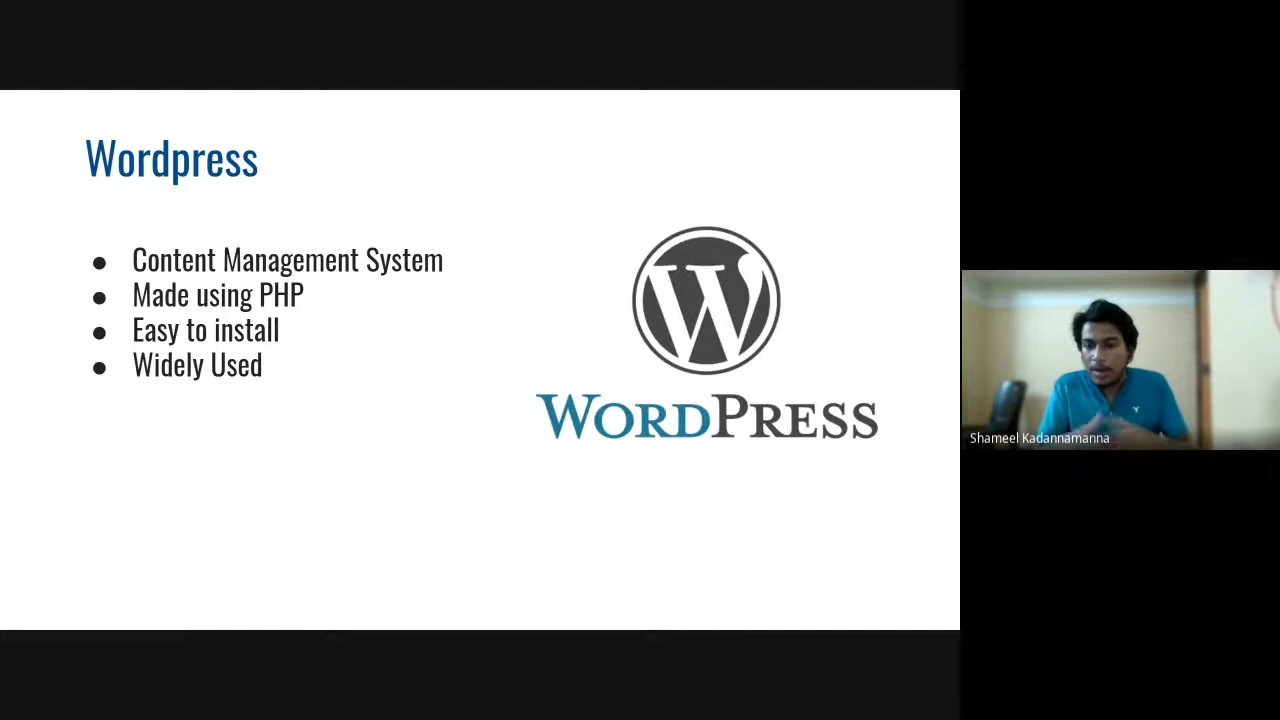 Wordpress
● Content Management System
● Made using PHP
● Easy to install
● Widely Used
W
WORDPRESS
Shameel Kadannamanna